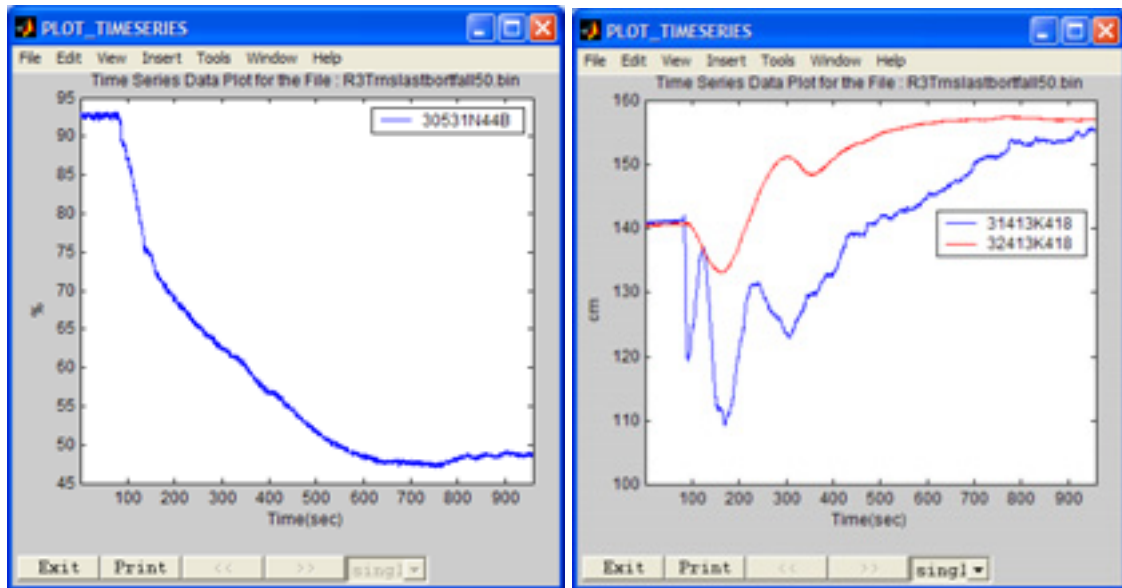 PLOT_TIMESERIES
File Edit View Insert Tools Window Help
Time Series Data Plot for the File : R3Tmslastbortfall50.bin
95
90
85
80
75
70
65
60
55
50
45
%
30531N44B
100 200 300 400 500 600 700 800 900
Time(sec)
Exit Print << >> singl
PLOT_TIMESERIES
File Edit View Insert Tools Window Help
Time Series Data Plot for the File : R3Tmslastbortfall50.bin
160
150
140
130
120
110
100
cm
31413K418
32413K418
100 200 300 400 500 600 700 800 900
Time(sec)
Exit Print << >> singl